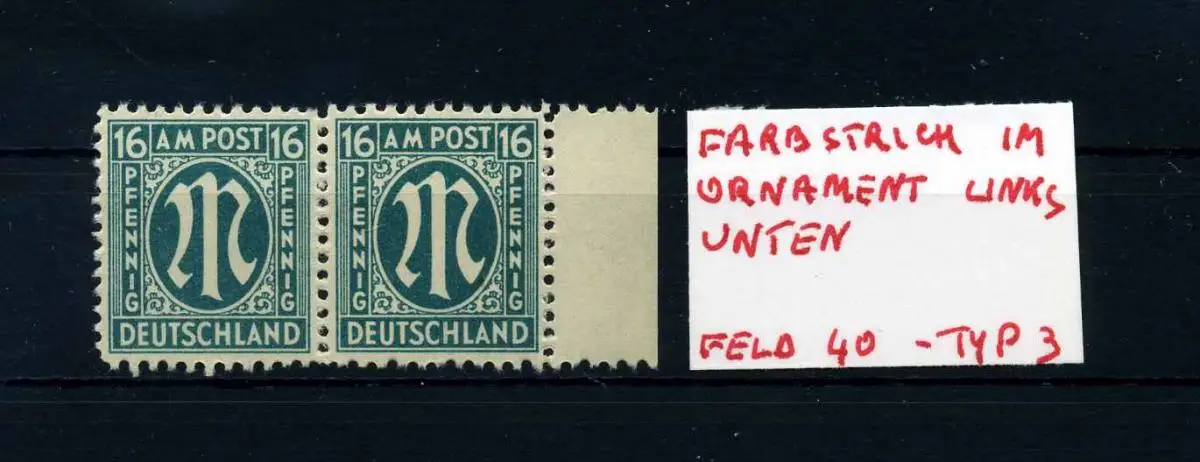 16 AM POST 16
PFENNIG
M
PFENNIG
DEUTSCHLAND
16 AM POST 16
PFENNIG
M
PFENNIG
DEUTSCHLAND
FARBSTRICH IM
ORNAMENT LINKS
UNTEN
FELD 40 - TYP 3